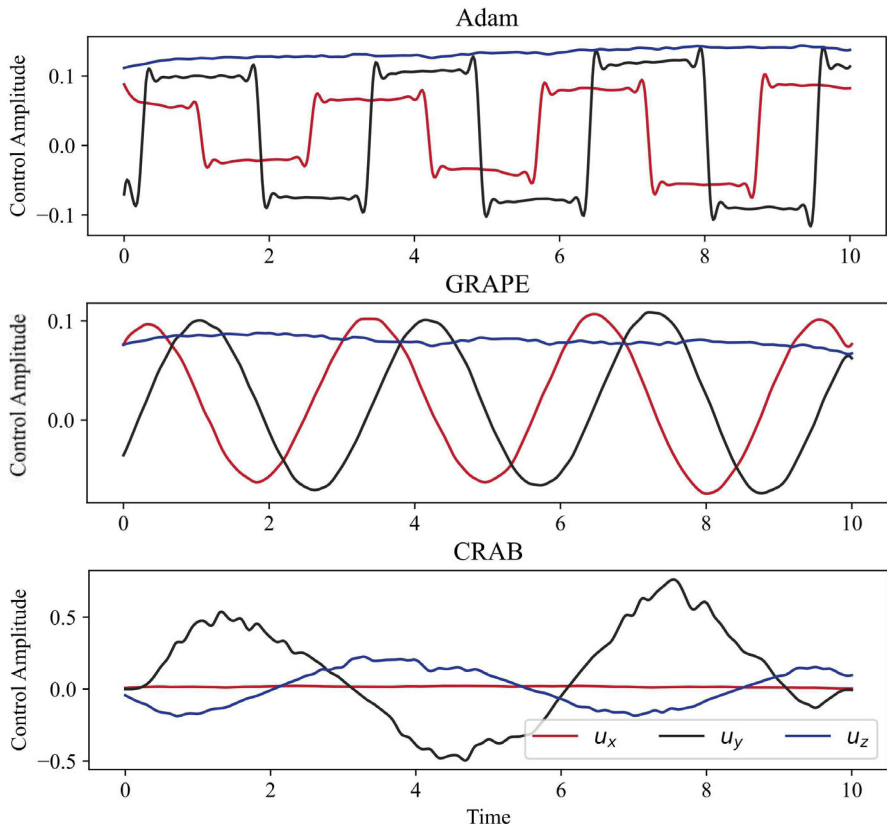 Adam
Control Amplitude
0.1
0.0
−0.1
0 2 4 6 8 10
GRAPE
Control Amplitude
0.1
0.0
0 2 4 6 8 10
CRAB
Control Amplitude
0.5
0.0
−0.5
u_x u_y u_z
0 2 4 6 8 10
Time